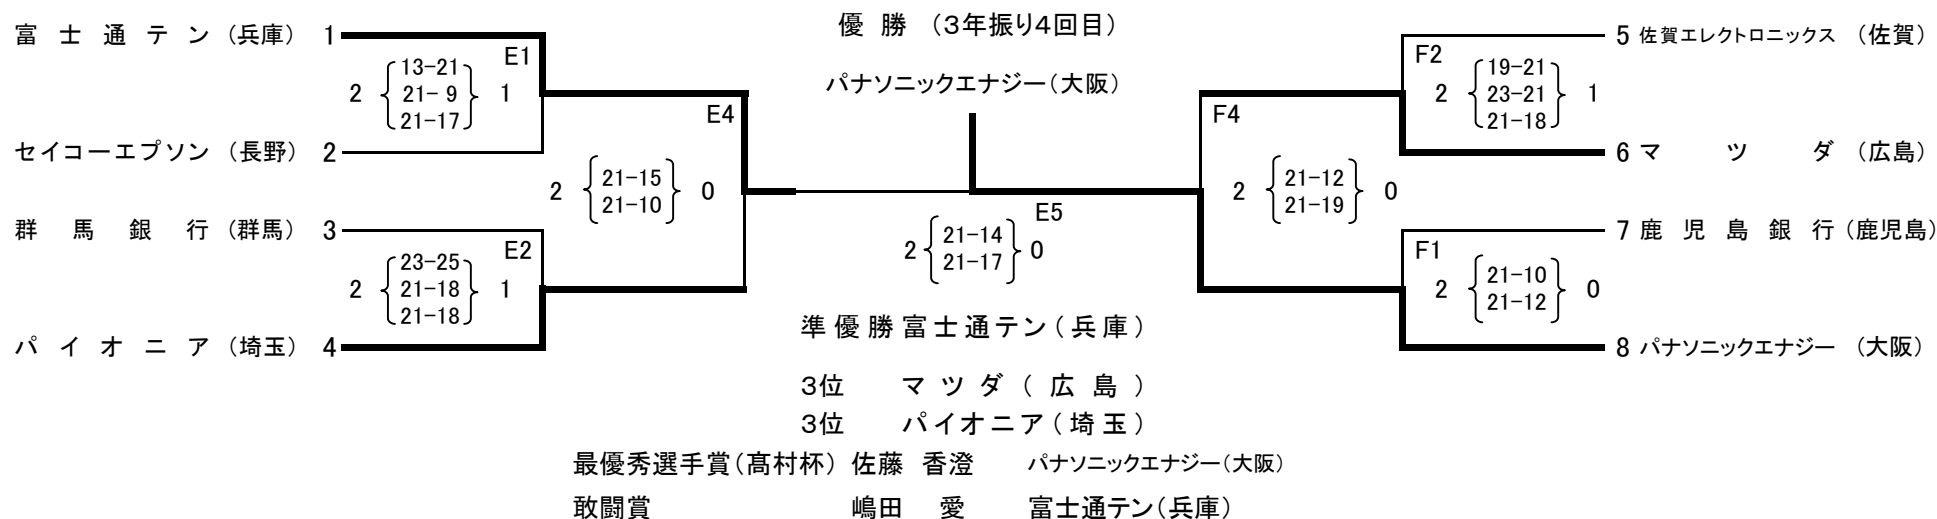 優 勝 (3年振り4回目)
パナソニックエナジー(大阪)
富 士 通 テ ン (兵庫) 1
E1
2 13-21 1
21- 9
21-17
セイコーエプソン (長野) 2
E4
2 21-15 0
21-10
群 馬 銀 行 (群馬) 3
E2
2 23-25 1
21-18
21-18
パ イ オ ニ ア (埼玉) 4
5 佐賀エレクトロニックス (佐賀)
F2
2 19-21 1
23-21
21-18
6 マ ツ ダ (広島)
F4
2 21-12 0
21-19
7 鹿 児 島 銀 行 (鹿児島)
F1
2 21-10 0
21-12
8 パナソニックエナジー (大阪)
E5
2 21-14 0
21-17
準 優 勝 富 士 通 テ ン ( 兵 庫 )
3位 マ ツ ダ ( 広 島 )
3位 パ イ オ ニ ア ( 埼 玉 )
最優秀選手賞(髙村杯) 佐藤 香澄 パナソニックエナジー(大阪)
敢闘賞 嶋田 愛 富士通テン(兵庫)